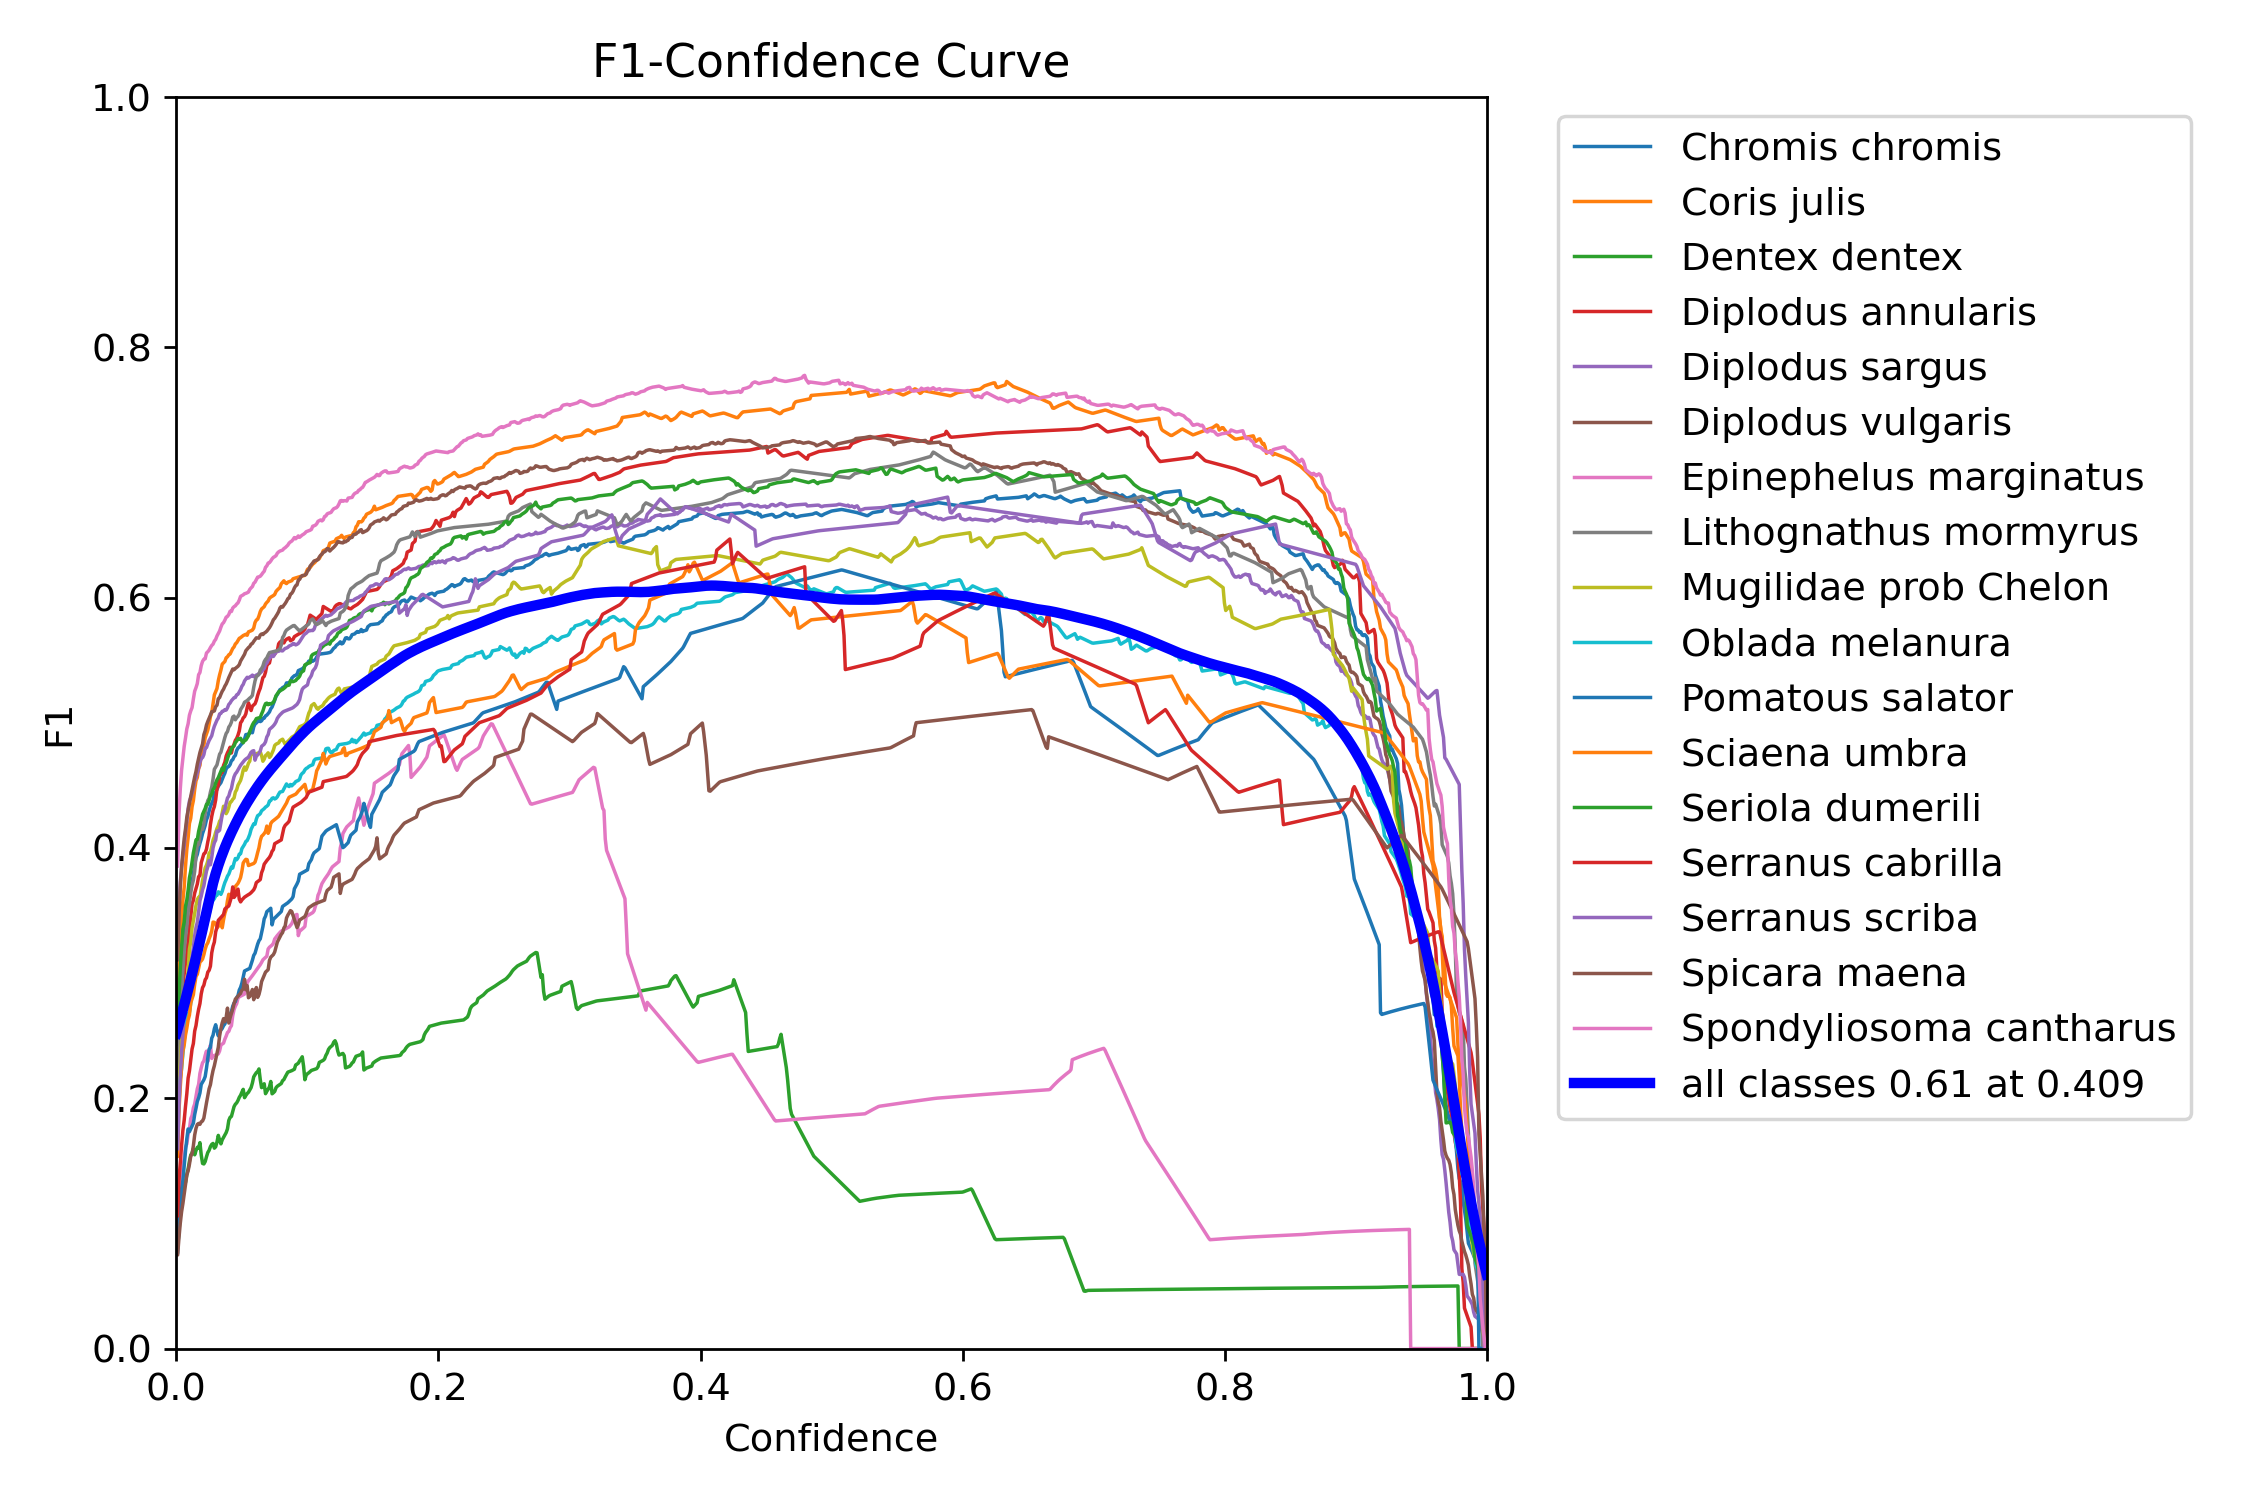 F1-Confidence Curve
1.0
0.8
0.6
0.4
0.2
0.0
F1
0.0 0.2 0.4 0.6 0.8 1.0
Confidence
Chromis chromis
Coris julis
Dentex dentex
Diplodus annularis
Diplodus sargus
Diplodus vulgaris
Epinephelus marginatus
Lithognathus mormyrus
Mugilidae prob Chelon
Oblada melanura
Pomatous salator
Sciaena umbra
Seriola dumerili
Serranus cabrilla
Serranus scriba
Spicara maena
Spondyliosoma cantharus
all classes 0.61 at 0.409